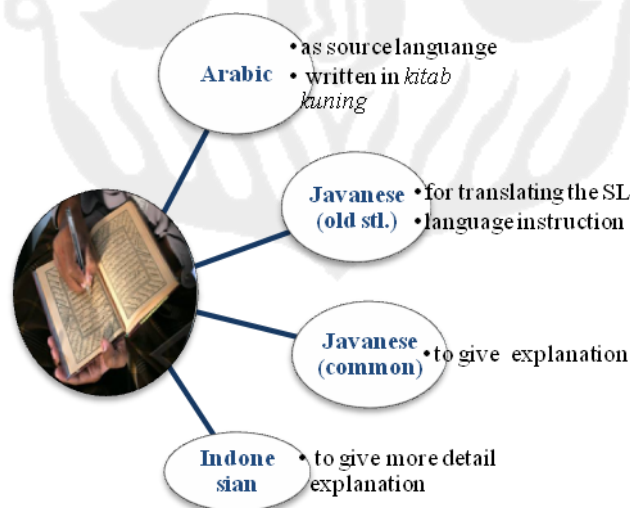 Arabic
• as source languange
• written in kitab
kuning
Javanese
(old stl.)
• for translating the SL
• language instruction
Javanese
(common)
• to give explanation
Indone
sian
• to give more detail
explanation